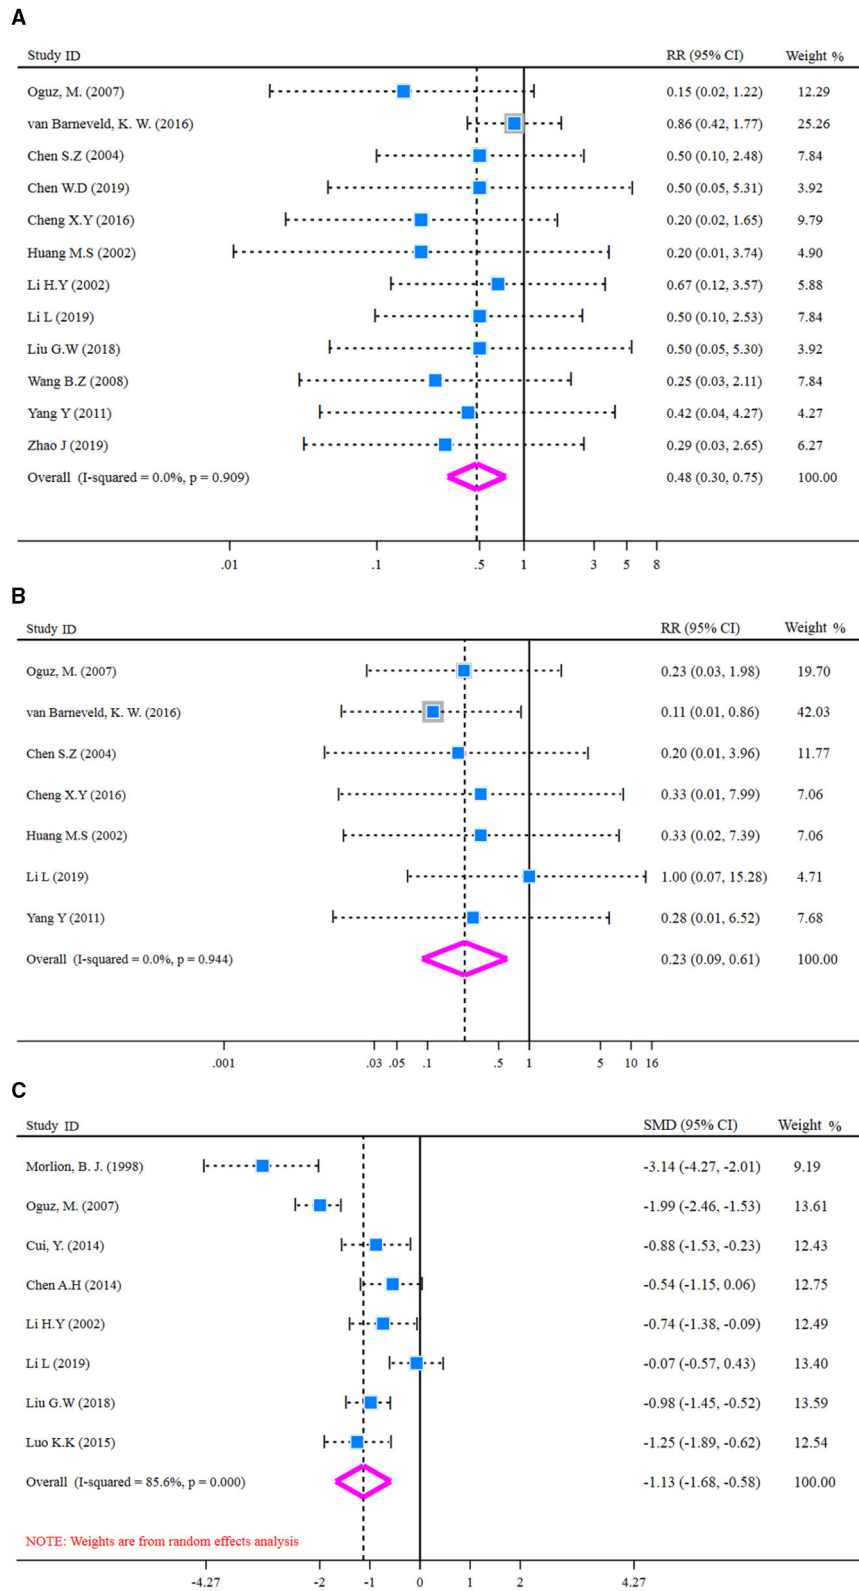 A
Study ID RR (95% CI) Weight %
Oguz, M. (2007) 0.15 (0.02, 1.22) 12.29
van Barneveld, K. W. (2016) 0.86 (0.42, 1.77) 25.26
Chen S.Z (2004) 0.50 (0.10, 2.48) 7.84
Chen W.D (2019) 0.50 (0.05, 5.31) 3.92
Cheng X.Y (2016) 0.20 (0.02, 1.65) 9.79
Huang M.S (2002) 0.20 (0.01, 3.74) 4.90
Li H.Y (2002) 0.67 (0.12, 3.57) 5.88
Li L (2019) 0.50 (0.10, 2.53) 7.84
Liu G.W (2018) 0.50 (0.05, 5.30) 3.92
Wang B.Z (2008) 0.25 (0.03, 2.11) 7.84
Yang Y (2011) 0.42 (0.04, 4.27) 4.27
Zhao J (2019) 0.29 (0.03, 2.65) 6.27
Overall (I-squared = 0.0%, p = 0.909) 0.48 (0.30, 0.75) 100.00
.01 .1 .5 1 3 5 8
B
Study ID RR (95% CI) Weight %
Oguz, M. (2007) 0.23 (0.03, 1.98) 19.70
van Barneveld, K. W. (2016) 0.11 (0.01, 0.86) 42.03
Chen S.Z (2004) 0.20 (0.01, 3.96) 11.77
Cheng X.Y (2016) 0.33 (0.01, 7.99) 7.06
Huang M.S (2002) 0.33 (0.02, 7.39) 7.06
Li L (2019) 1.00 (0.07, 15.28) 4.71
Yang Y (2011) 0.28 (0.01, 6.52) 7.68
Overall (I-squared = 0.0%, p = 0.944) 0.23 (0.09, 0.61) 100.00
.001 .03 .05 .1 .5 1 5 10 16
C
Study ID SMD (95% CI) Weight %
Morlion, B. J. (1998) -3.14 (-4.27, -2.01) 9.19
Oguz, M. (2007) -1.99 (-2.46, -1.53) 13.61
Cui, Y. (2014) -0.88 (-1.53, -0.23) 12.43
Chen A.H (2014) -0.54 (-1.15, 0.06) 12.75
Li H.Y (2002) -0.74 (-1.38, -0.09) 12.49
Li L (2019) -0.07 (-0.57, 0.43) 13.40
Liu G.W (2018) -0.98 (-1.45, -0.52) 13.59
Luo K.K (2015) -1.25 (-1.89, -0.62) 12.54
Overall (I-squared = 85.6%, p = 0.000) -1.13 (-1.68, -0.58) 100.00
NOTE: Weights are from random effects analysis
-4.27 -2 -1 0 1 2 4.27